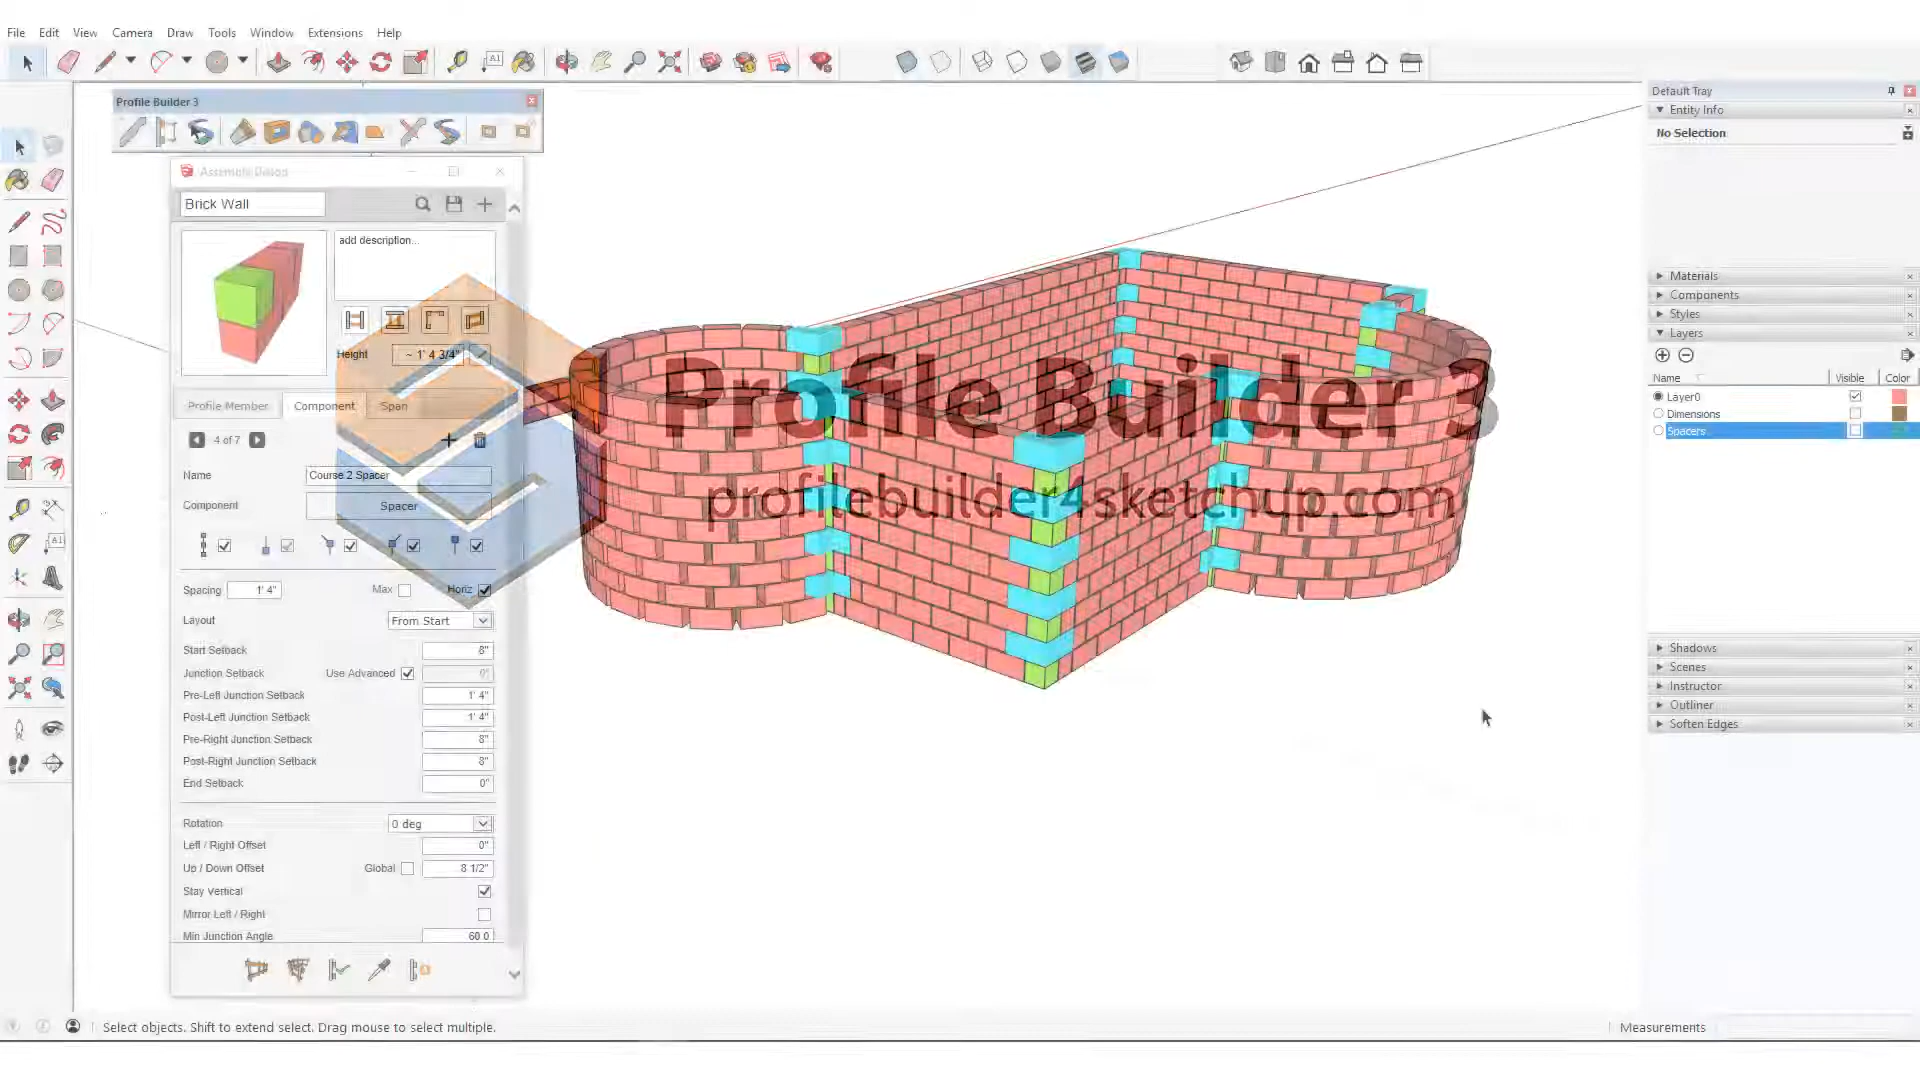 File Edit View Camera Draw Tools Window Extensions Help
Profile Builder 3
Assembly Dialog
Brick Wall
add description...
Height ~ 1' 4 3/4"
Profile Member Component Span
4 of 7
Name Course 2 Spacer
Component Spacer
Spacing 1' 4" Max Horiz
Layout From Start
Start Setback 8"
Junction Setback Use Advanced 0"
Pre-Left Junction Setback 1' 4"
Post-Left Junction Setback 1' 4"
Pre-Right Junction Setback 8"
Post-Right Junction Setback 8"
End Setback 0"
Rotation 0 deg
Left / Right Offset 0"
Up / Down Offset Global 8 1/2"
Stay Vertical
Mirror Left / Right
Min Junction Angle 60.0
Profile Builder 3
profilebuilder4sketchup.com
Default Tray
Entity Info
No Selection
Materials
Components
Styles
Layers
Name Visible Color
Layer0
Dimensions
Spacers
Shadows
Scenes
Instructor
Outliner
Soften Edges
Select objects. Shift to extend select. Drag mouse to select multiple.
Measurements